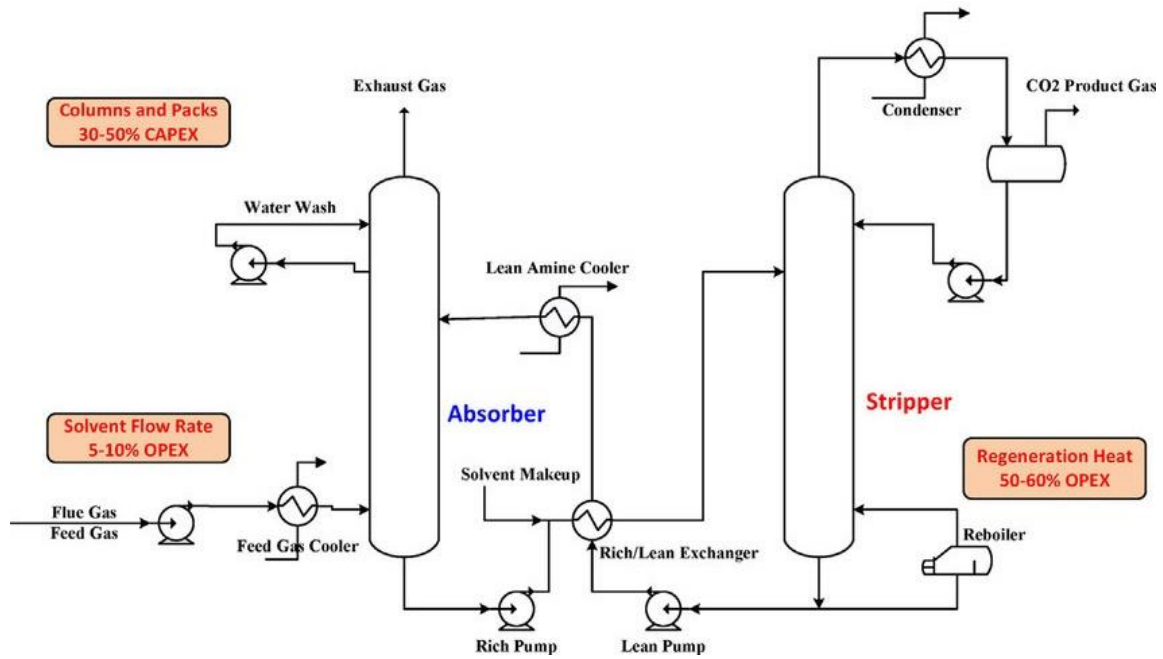 Columns and Packs
30-50% CAPEX
Exhaust Gas
Condenser
CO2 Product Gas
Water Wash
Lean Amine Cooler
Absorber
Stripper
Solvent Flow Rate
5-10% OPEX
Regeneration Heat
50-60% OPEX
Solvent Makeup
Flue Gas
Feed Gas
Feed Gas Cooler
Rich/Lean Exchanger
Reboiler
Rich Pump
Lean Pump